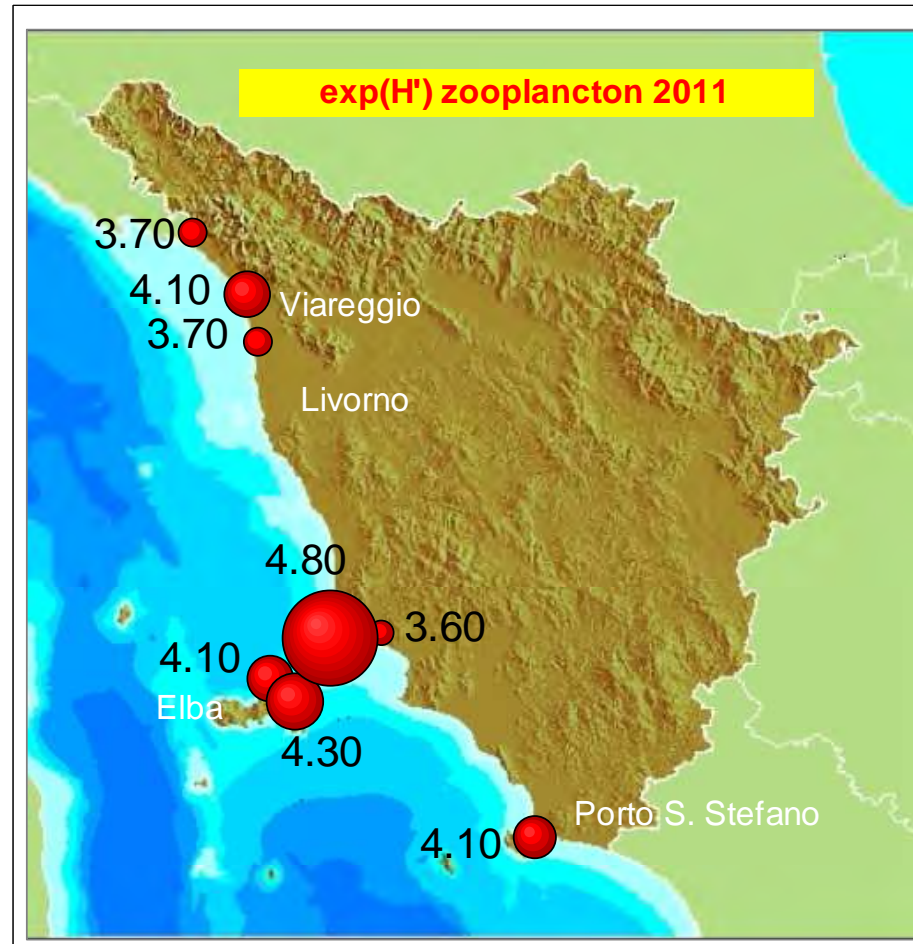 exp(H') zooplancton 2011
3.70
4.10
Viareggio
3.70
Livorno
4.80
3.60
4.10
Elba
4.30
Porto S. Stefano
4.10